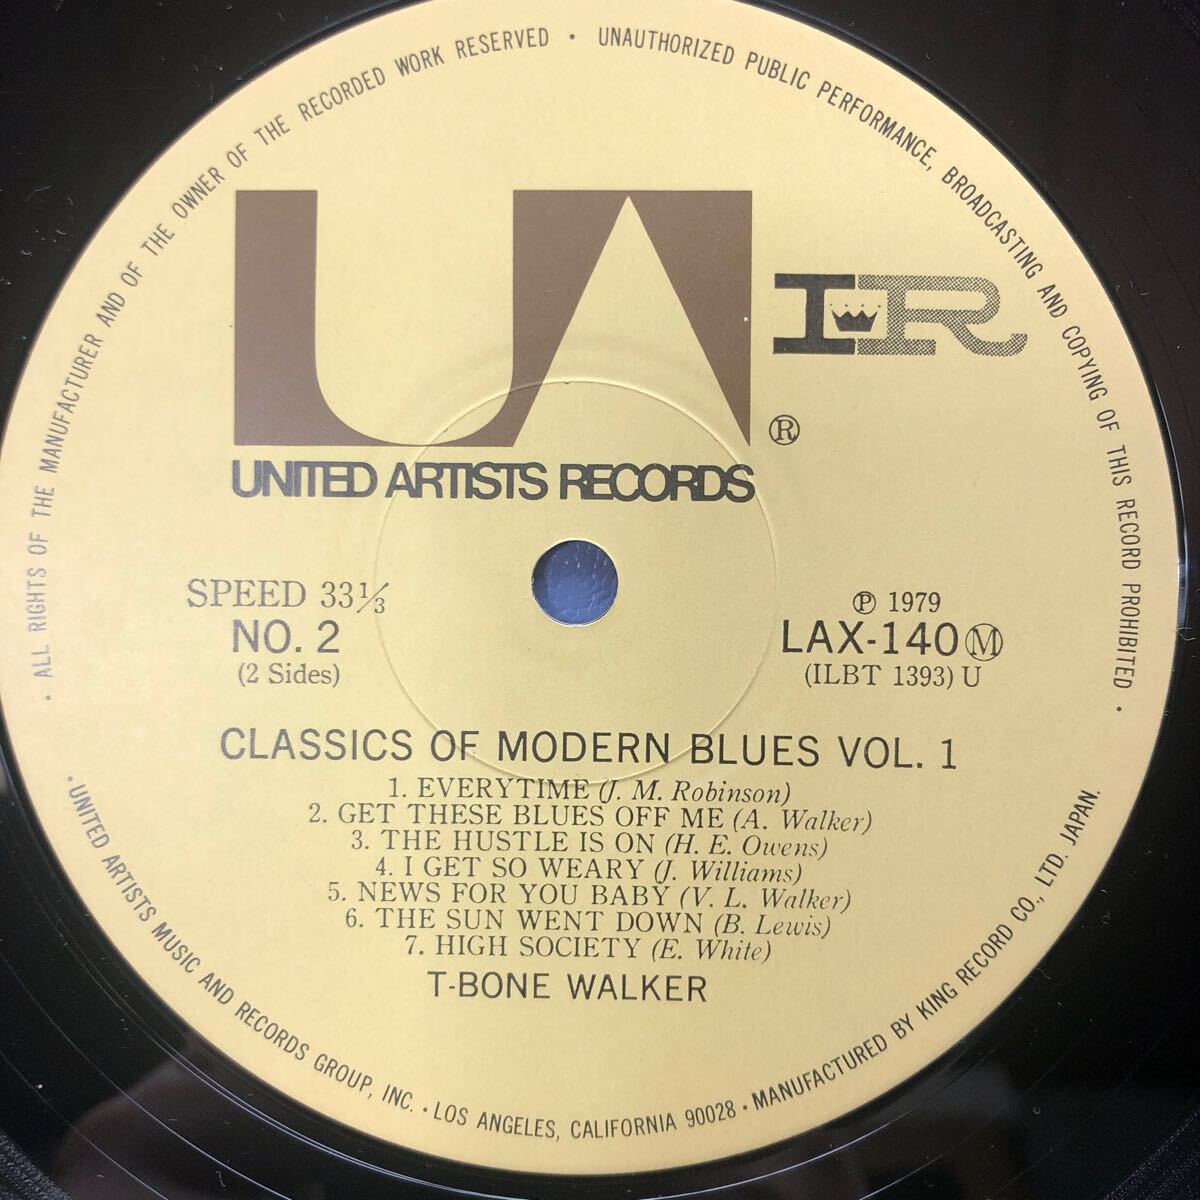 · ALL RIGHTS OF THE MANUFACTURER AND OF THE OWNER OF THE RECORDED WORK RESERVED · UNAUTHORIZED PUBLIC PERFORMANCE, BROADCASTING AND COPYING OF THIS RECORD PROHIBITED ·
UA
IR
®
UNITED ARTISTS RECORDS
SPEED 33⅓
NO. 2
(2 Sides)
℗ 1979
LAX-140 Ⓜ
(ILBT 1393) U
CLASSICS OF MODERN BLUES VOL. 1
1. EVERYTIME (J. M. Robinson)
2. GET THESE BLUES OFF ME (A. Walker)
3. THE HUSTLE IS ON (H. E. Owens)
4. I GET SO WEARY (J. Williams)
5. NEWS FOR YOU BABY (V. L. Walker)
6. THE SUN WENT DOWN (B. Lewis)
7. HIGH SOCIETY (E. White)
T-BONE WALKER
· UNITED ARTISTS MUSIC AND RECORDS GROUP, INC. · LOS ANGELES, CALIFORNIA 90028 · MANUFACTURED BY KING RECORD CO., LTD. JAPAN.